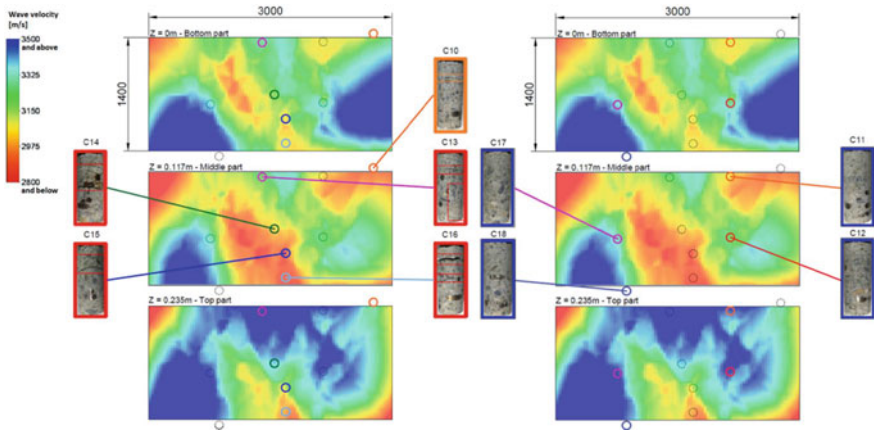 Wave velocity
[m/s]
3500
and above
3325
3150
2975
2800
and below
3000
Z = 0m - Bottom part
1400
Z = 0.117m - Middle part
Z = 0.235m - Top part
C14
C15
C10
C13
C16
3000
Z = 0m - Bottom part
1400
Z = 0.117m - Middle part
Z = 0.235m - Top part
C17
C18
C11
C12